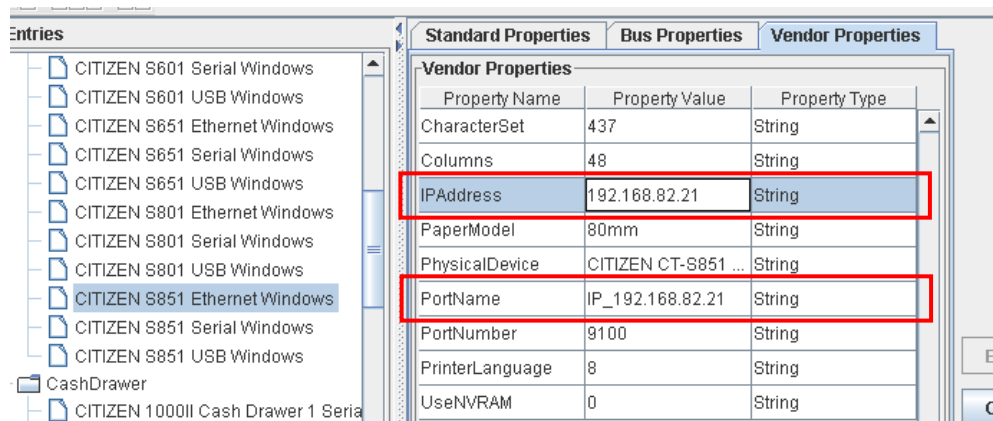 Entries
CITIZEN S601 Serial Windows
CITIZEN S601 USB Windows
CITIZEN S651 Ethernet Windows
CITIZEN S651 Serial Windows
CITIZEN S651 USB Windows
CITIZEN S801 Ethernet Windows
CITIZEN S801 Serial Windows
CITIZEN S801 USB Windows
CITIZEN S851 Ethernet Windows
CITIZEN S851 Serial Windows
CITIZEN S851 USB Windows
CashDrawer
CITIZEN 1000II Cash Drawer 1 Seria
Standard Properties Bus Properties Vendor Properties
Vendor Properties
Property Name Property Value Property Type
CharacterSet 437 String
Columns 48 String
IPAddress 192.168.82.21 String
PaperModel 80mm String
PhysicalDevice CITIZEN CT-S851 ... String
PortName IP_192.168.82.21 String
PortNumber 9100 String
PrinterLanguage 8 String
UseNVRAM 0 String